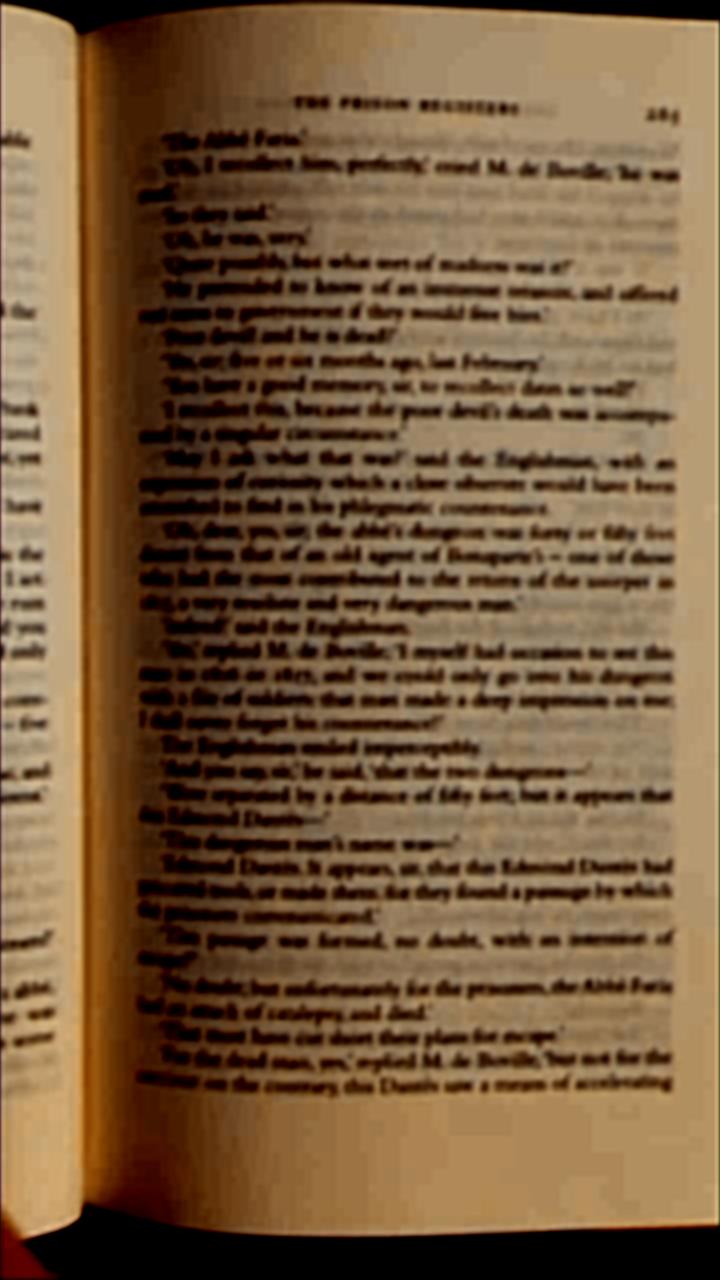 THE PRISON REGISTERS 265
'The Abbé Faria.'
'Oh, I recollect him, perfectly,' cried M. de Boville; 'he was
mad.'
'So they said.'
'Oh, he was, very.'
'Quite possibly, but what sort of madness was it?'
'He pretended to know of an immense treasure, and offered
to government if they would free him.'
'Poor devil! and he is dead?'
'Yes, sir; five or six months ago, last February.'
'You have a good memory, sir, to recollect dates so well!'
'I recollect this, because the poor devil's death was accompa-
nied by a singular circumstance.'
'May I ask what that was?' said the Englishman, with an
expression of curiosity which a close observer would have been
astonished to find in his phlegmatic countenance.
'Oh, dear, yes, sir; the abbé's dungeon was forty or fifty feet
distant from that of an old agent of Bonaparte's – one of those
who had the most contributed to the return of the usurper in
1815, a very resolute and very dangerous man.'
'Indeed!' said the Englishman.
'Yes,' replied M. de Boville; 'I myself had occasion to see this
man in 1816 or 1817, and we could only go into his dungeon
with a file of soldiers: that man made a deep impression on me;
I shall never forget his countenance!'
The Englishman smiled imperceptibly.
'And you say, sir,' he said, 'that the two dungeons—'
'Were separated by a distance of fifty feet; but it appears that
this Edmond Dantès—'
'This dangerous man's name was—'
'Edmond Dantès. It appears, sir, that this Edmond Dantès had
procured tools, or made them; for they found a passage by which
the prisoners communicated.'
'This passage was formed, no doubt, with an intention of
escape?'
'No doubt; but unfortunately for the prisoners, the Abbé Faria
had an attack of catalepsy, and died.'
'That must have cut short their plans for escape.'
'For the dead man, yes,' replied M. de Boville, 'but not for the
survivor: on the contrary, this Dantès saw a means of accelerating